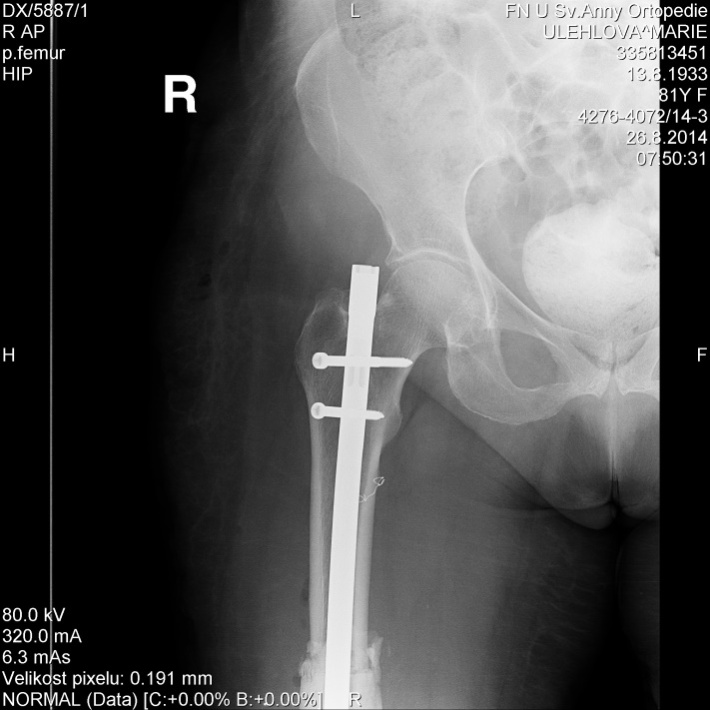 DX/5887/1
R AP
p.femur
HIP
L
FN U Sv.Anny Ortopedie
ULEHLOVA^MARIE
335813451
13.6.1933
81Y F
4276-4072/14-3
26.8.2014
07:50:31
R
H
F
80.0 kV
320.0 mA
6.3 mAs
Velikost pixelu: 0.191 mm
NORMAL (Data) [C:+0.00% B:+0.00%]
R